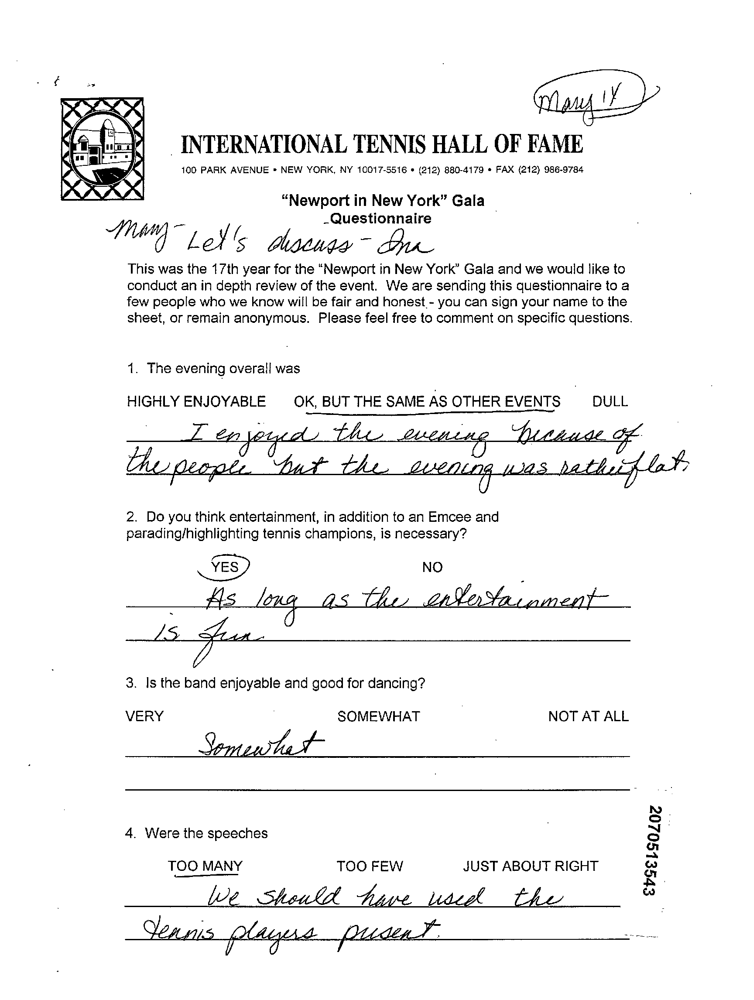 Mary 14
INTERNATIONAL TENNIS HALL OF FAME
100 PARK AVENUE • NEW YORK, NY 10017-5516 • (212) 880-4179 • FAX (212) 986-9784
“Newport in New York” Gala
Questionnaire
Mary - Let's discuss - Ina
This was the 17th year for the “Newport in New York” Gala and we would like to
conduct an in depth review of the event. We are sending this questionnaire to a
few people who we know will be fair and honest - you can sign your name to the
sheet, or remain anonymous. Please feel free to comment on specific questions.
1. The evening overall was
HIGHLY ENJOYABLE OK, BUT THE SAME AS OTHER EVENTS DULL
I enjoyed the evening because of
the people but the evening was rather flat.
2. Do you think entertainment, in addition to an Emcee and
parading/highlighting tennis champions, is necessary?
YES NO
As long as the entertainment
is fun
3. Is the band enjoyable and good for dancing?
VERY SOMEWHAT NOT AT ALL
Somewhat
4. Were the speeches
TOO MANY TOO FEW JUST ABOUT RIGHT
We should have used the
tennis players present.
2070513543